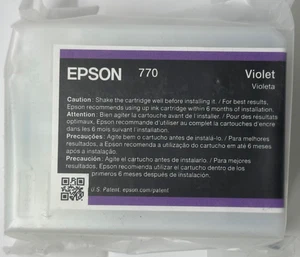 EPSON 770 Violet
Violeta
Caution : Shake the cartridge well before installing it. / For best results,
Epson recommends using up ink cartridge within 6 months of installation.
Attention : Bien agiter la cartouche avant de l'installer. / Pour des résultats
optimaux, Epson recommande d'utiliser au complet la cartouche d'encre
dans les 6 mois suivant l'installation.
Precauções : Agite bem o cartucho antes de instalá-lo. / Para melhores
resultados, a Epson recomenda a utilização do cartucho em até 6 meses
após a instalação.
Precauciones : Agite el cartucho antes de instalarlo. / Para mejores
resultados, Epson recomienda utilizar el cartucho dentro de los
primeros 6 meses después de instalado.
U.S. Patent. epson.com/patent